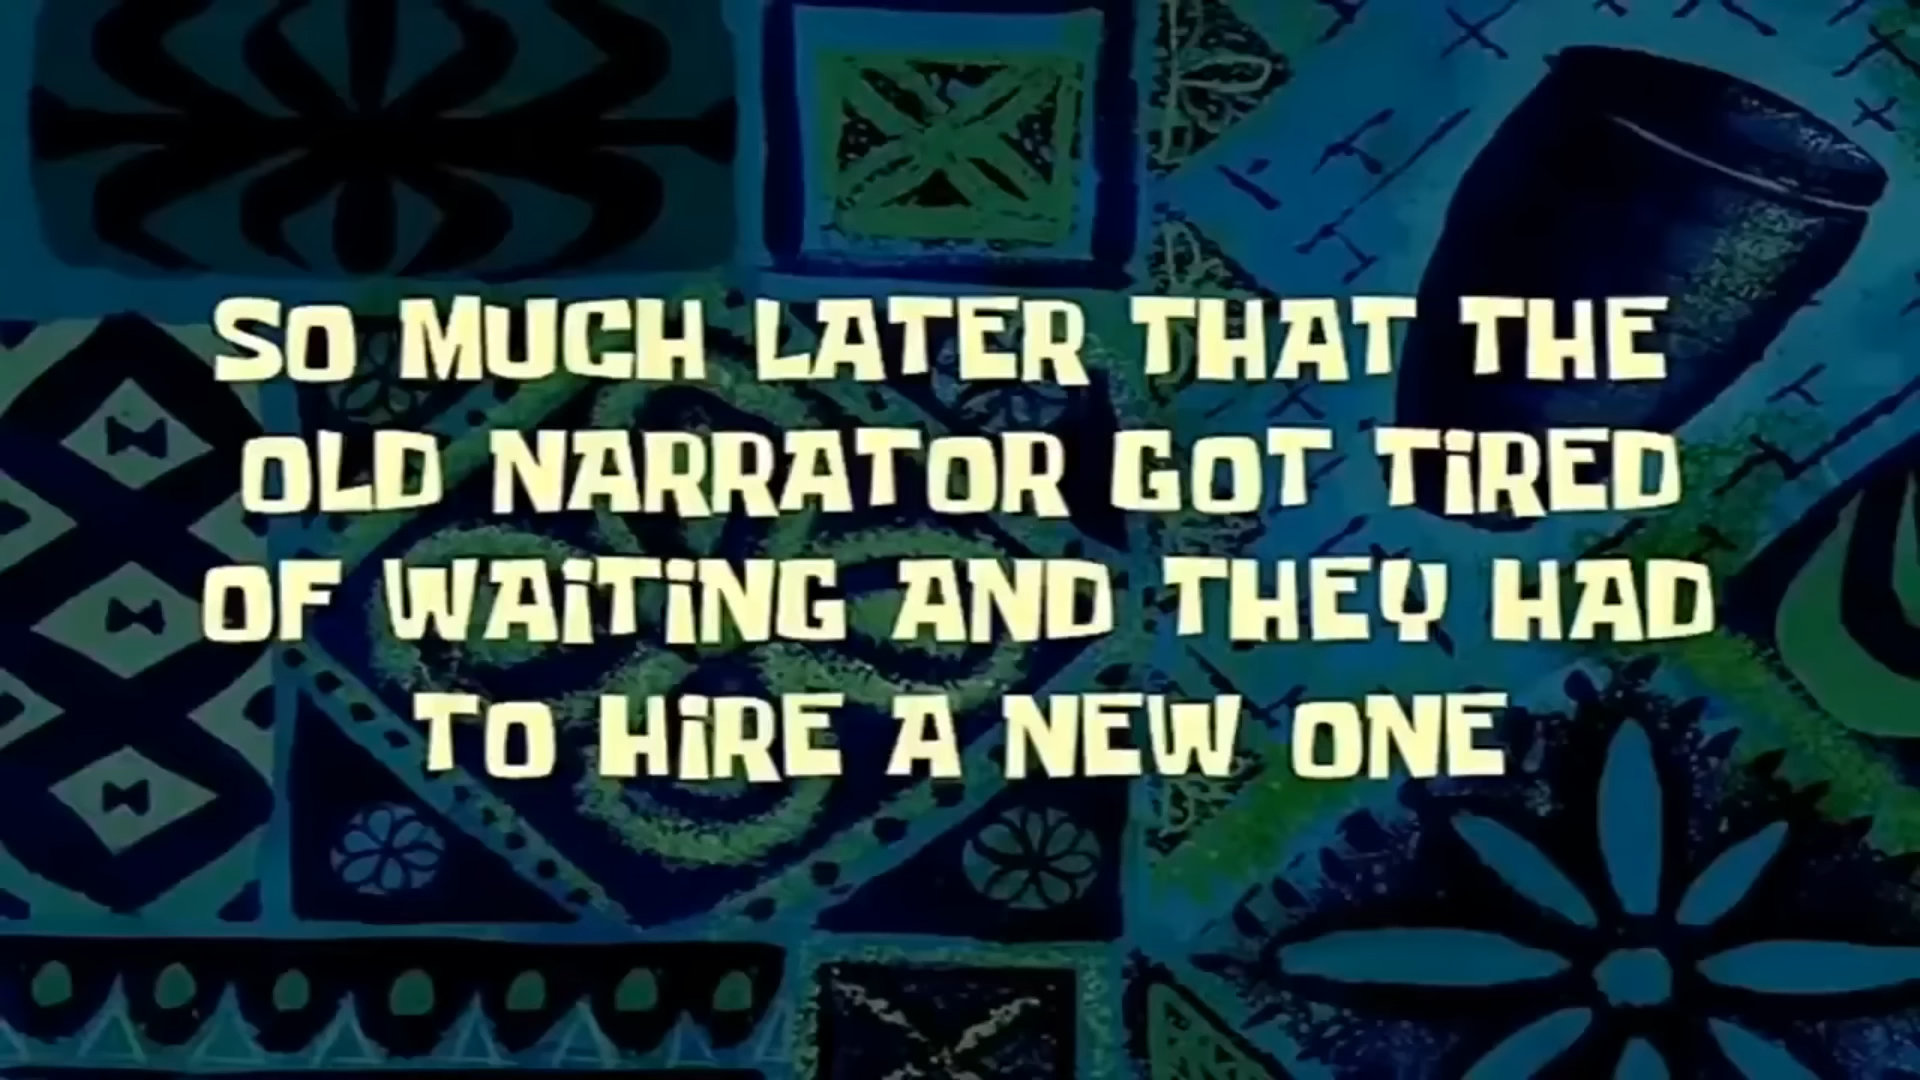 SO MUCH LATER THAT THE
OLD NARRATOR GOT TiRED
OF WAiTiNG AND THEY HAD
TO HiRE A NEW ONE